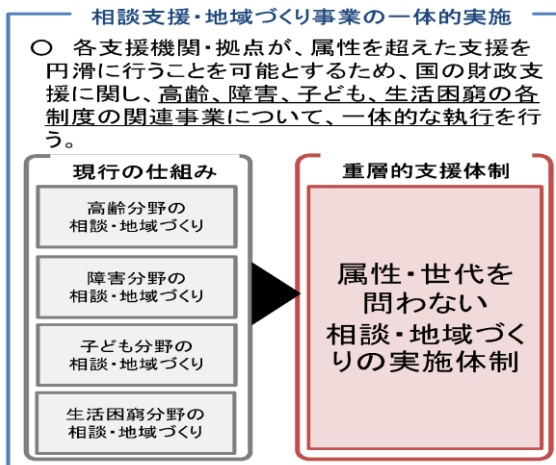 相談支援・地域づくり事業の一体的実施
○　各支援機関・拠点が、属性を超えた支援を
円滑に行うことを可能とするため、国の財政支
援に関し、高齢、障害、子ども、生活困窮の各
制度の関連事業について、一体的な執行を行
う。
現行の仕組み
高齢分野の
相談・地域づくり
障害分野の
相談・地域づくり
子ども分野の
相談・地域づくり
生活困窮分野の
相談・地域づくり
重層的支援体制
属性・世代を
問わない
相談・地域づく
りの実施体制